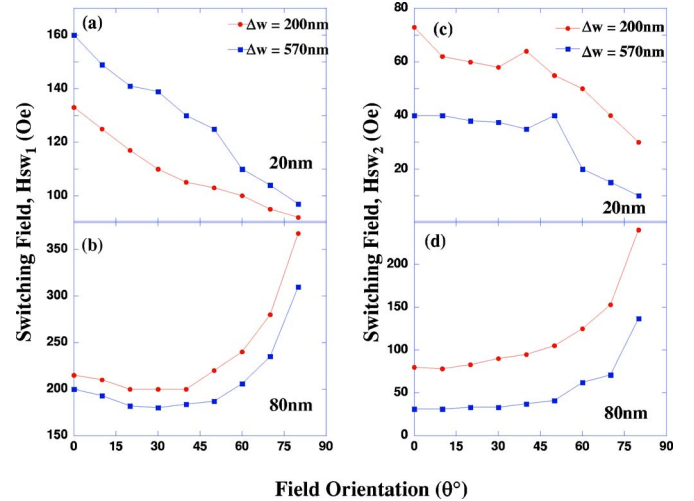 (a)
Δw = 200nm
Δw = 570nm
160
140
120
100
20nm
(c)
Δw = 200nm
Δw = 570nm
80
60
40
20
20nm
Switching Field, Hsw1 (Oe)
Switching Field, Hsw2 (Oe)
(b)
350
300
250
200
150
80nm
0 15 30 45 60 75 90
(d)
200
150
100
50
0
80nm
0 15 30 45 60 75 90
Field Orientation (θ°)